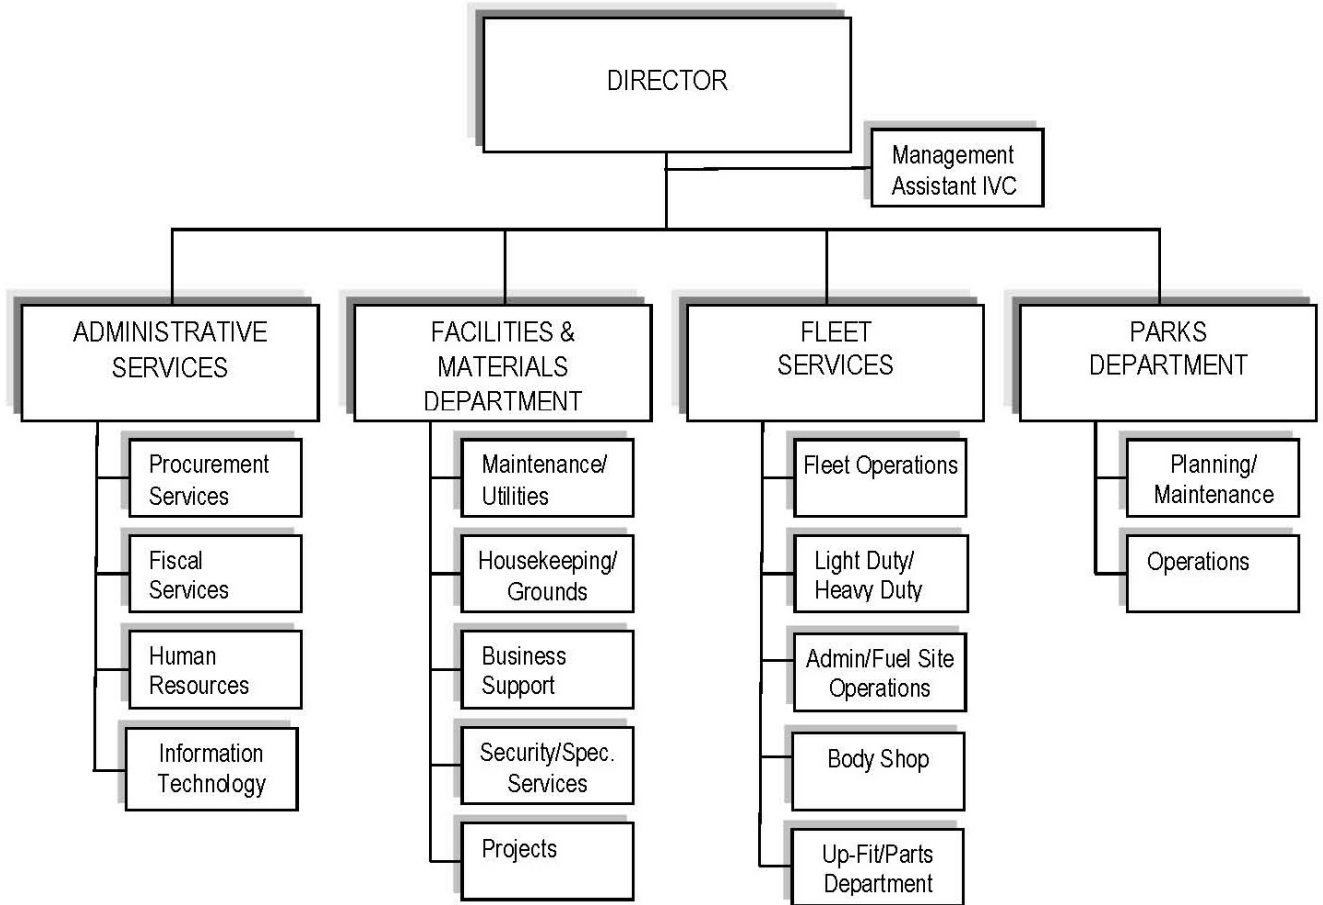 DIRECTOR
Management
Assistant IVC
ADMINISTRATIVE
SERVICES
Procurement
Services
Fiscal
Services
Human
Resources
Information
Technology
FACILITIES &
MATERIALS
DEPARTMENT
Maintenance/
Utilities
Housekeeping/
Grounds
Business
Support
Security/Spec.
Services
Projects
FLEET
SERVICES
Fleet Operations
Light Duty/
Heavy Duty
Admin/Fuel Site
Operations
Body Shop
Up-Fit/Parts
Department
PARKS
DEPARTMENT
Planning/
Maintenance
Operations